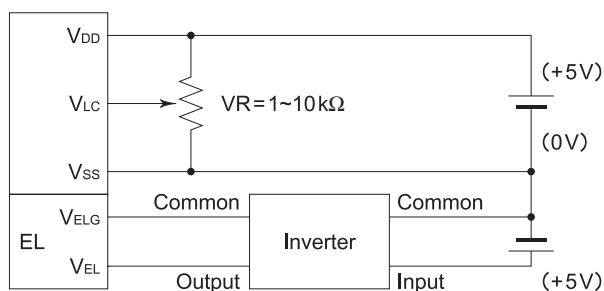 VDD
(+5V)
VLC
VR=1~10kΩ
(0V)
VSS
VELG
Common
Common
EL
Inverter
VEL
Output
Input
(+5V)